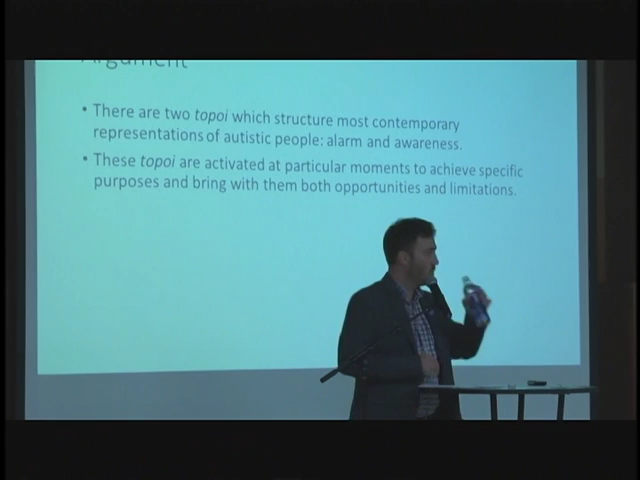 Argument
• There are two topoi which structure most contemporary
representations of autistic people: alarm and awareness.
• These topoi are activated at particular moments to achieve specific
purposes and bring with them both opportunities and limitations.